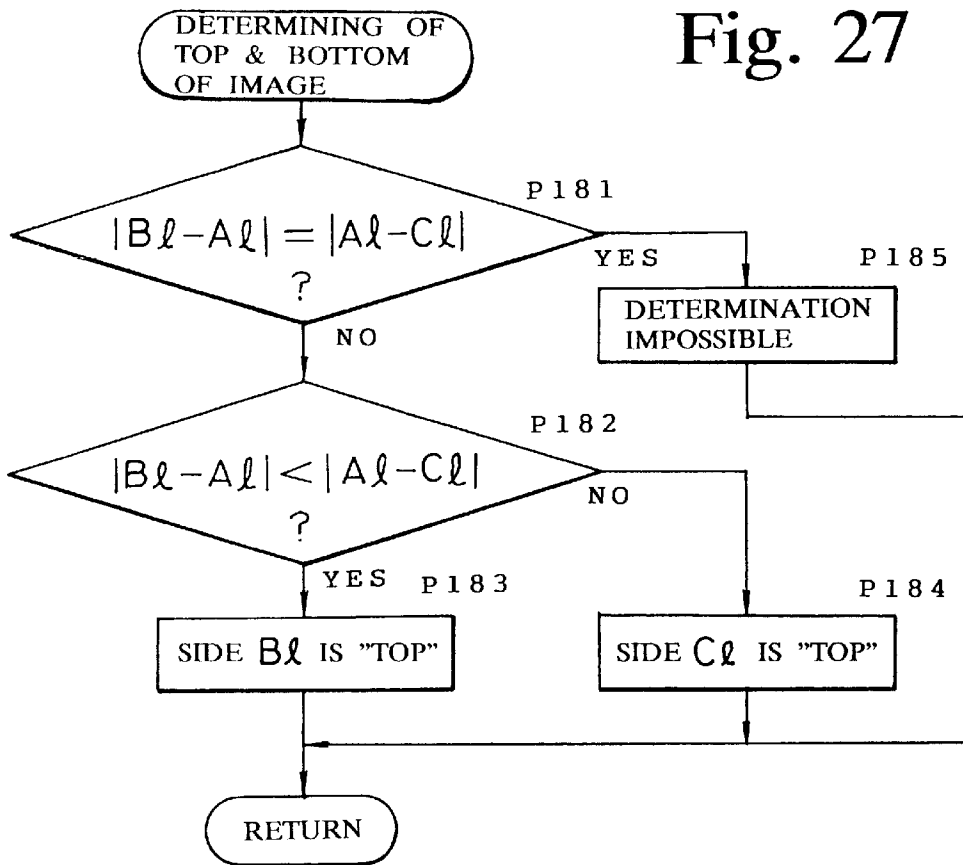 Fig. 27
DETERMINING OF
TOP & BOTTOM
OF IMAGE
P181
|Bℓ-Aℓ| = |Aℓ-Cℓ|
?
YES
NO
P185
DETERMINATION
IMPOSSIBLE
P182
|Bℓ-Aℓ| < |Aℓ-Cℓ|
?
NO
YES
P183
SIDE Bℓ IS "TOP"
P184
SIDE Cℓ IS "TOP"
RETURN